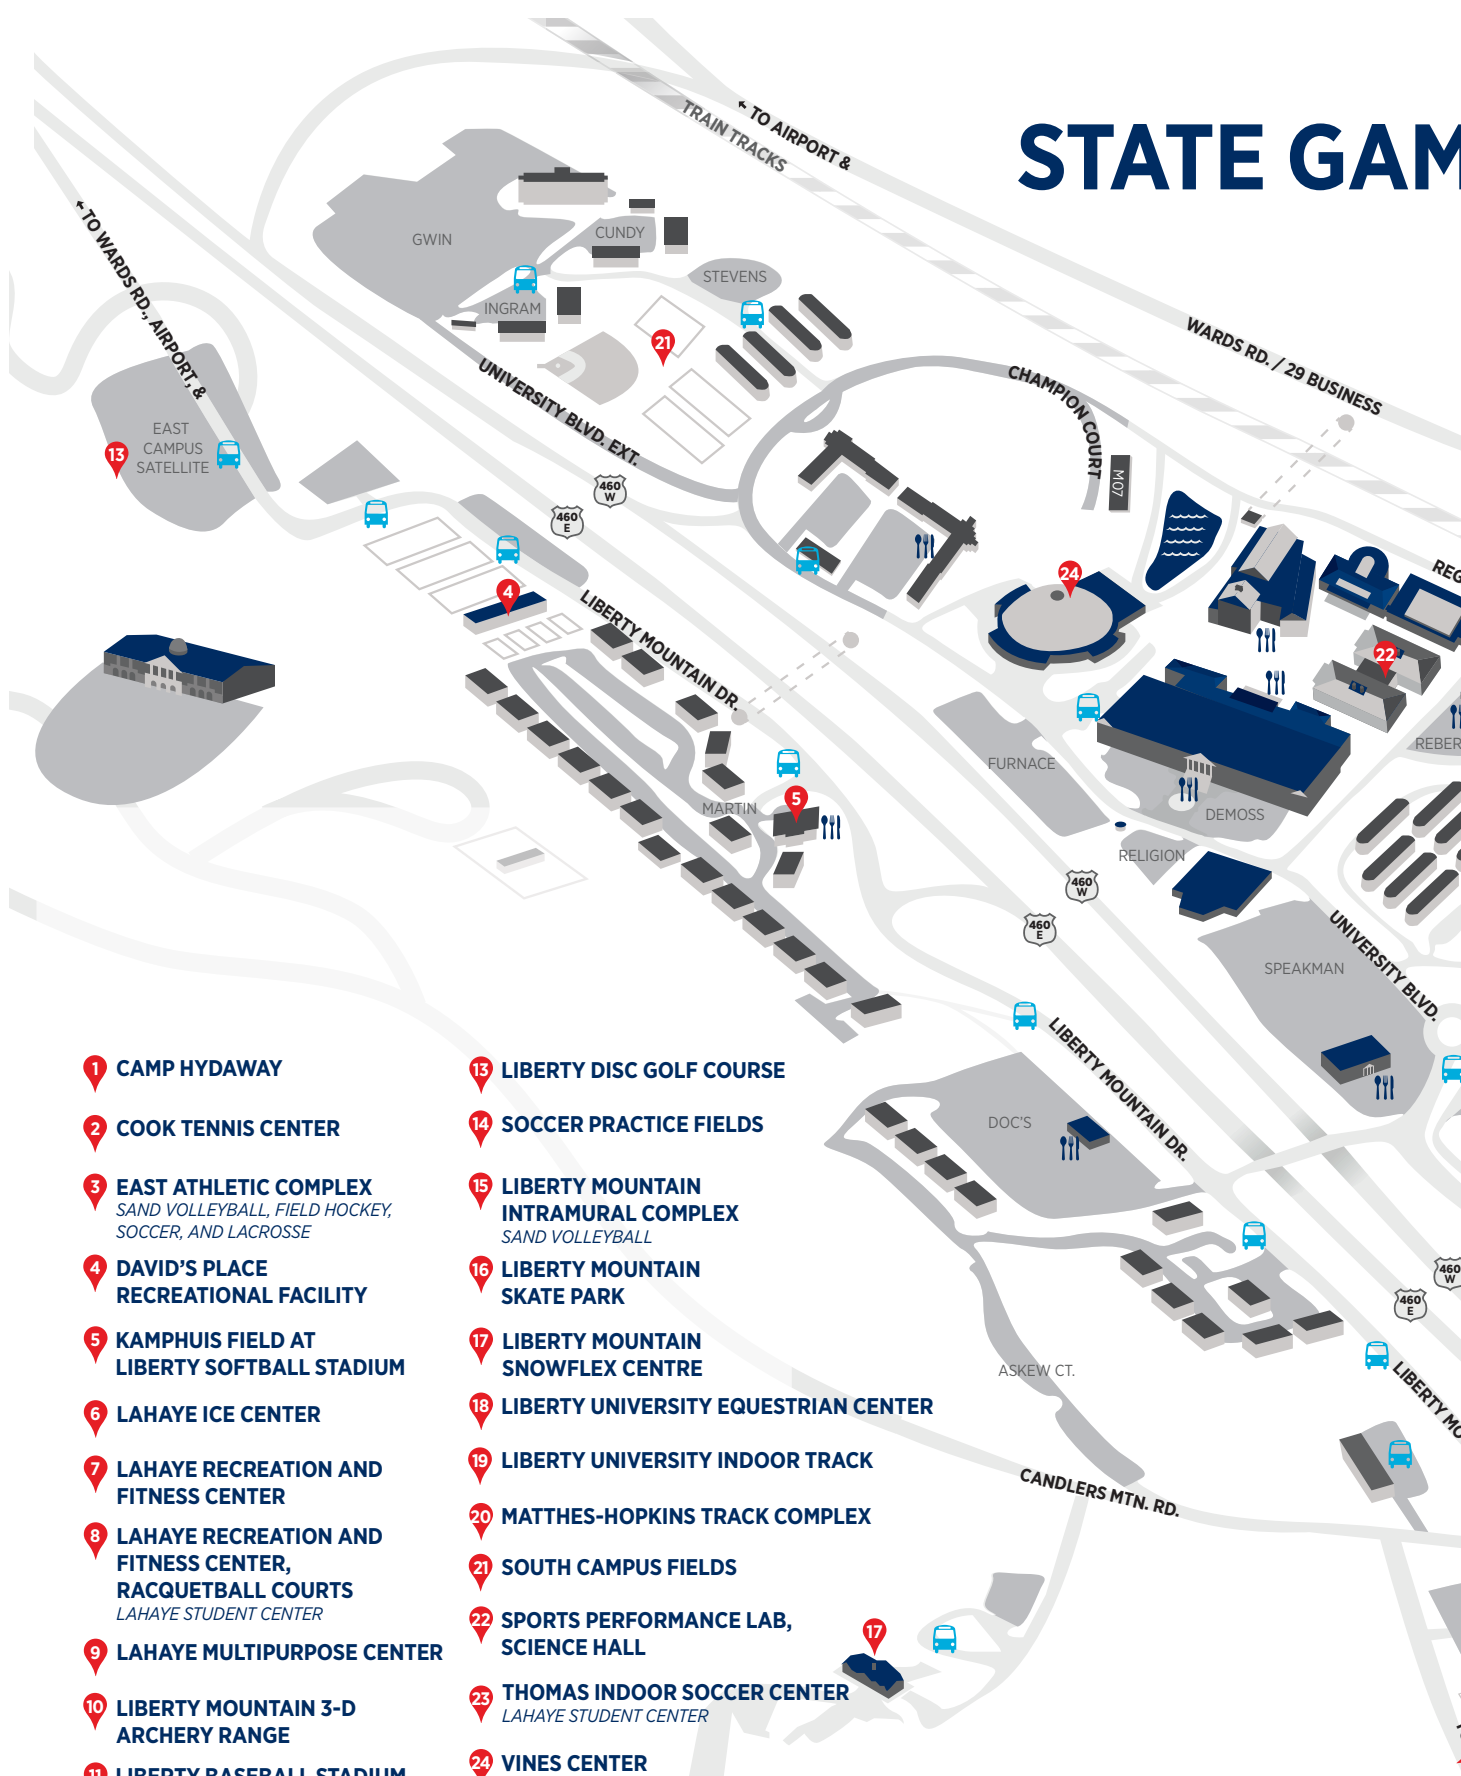 STATE GAM
TO AIRPORT &
TRAIN TRACKS
TO WARDS RD., AIRPORT, &
GWIN
CUNDY
STEVENS
INGRAM
21
WARDS RD. / 29 BUSINESS
UNIVERSITY BLVD. EXT.
CHAMPION COURT
EAST
CAMPUS
SATELLITE
13
M07
460
W
460
E
4
24
REG
LIBERTY MOUNTAIN DR.
22
REBER
FURNACE
5
MARTIN
DEMOSS
RELIGION
460
W
460
E
UNIVERSITY BLVD.
SPEAKMAN
LIBERTY MOUNTAIN DR.
DOC'S
460
W
460
E
ASKEW CT.
LIBERTY MO
CANDLERS MTN. RD.
17
1 CAMP HYDAWAY
2 COOK TENNIS CENTER
3 EAST ATHLETIC COMPLEX
SAND VOLLEYBALL, FIELD HOCKEY,
SOCCER, AND LACROSSE
4 DAVID'S PLACE
RECREATIONAL FACILITY
5 KAMPHUIS FIELD AT
LIBERTY SOFTBALL STADIUM
6 LAHAYE ICE CENTER
7 LAHAYE RECREATION AND
FITNESS CENTER
8 LAHAYE RECREATION AND
FITNESS CENTER,
RACQUETBALL COURTS
LAHAYE STUDENT CENTER
9 LAHAYE MULTIPURPOSE CENTER
10 LIBERTY MOUNTAIN 3-D
ARCHERY RANGE
11 LIBERTY BASEBALL STADIUM
13 LIBERTY DISC GOLF COURSE
14 SOCCER PRACTICE FIELDS
15 LIBERTY MOUNTAIN
INTRAMURAL COMPLEX
SAND VOLLEYBALL
16 LIBERTY MOUNTAIN
SKATE PARK
17 LIBERTY MOUNTAIN
SNOWFLEX CENTRE
18 LIBERTY UNIVERSITY EQUESTRIAN CENTER
19 LIBERTY UNIVERSITY INDOOR TRACK
20 MATTHES-HOPKINS TRACK COMPLEX
21 SOUTH CAMPUS FIELDS
22 SPORTS PERFORMANCE LAB,
SCIENCE HALL
23 THOMAS INDOOR SOCCER CENTER
LAHAYE STUDENT CENTER
24 VINES CENTER